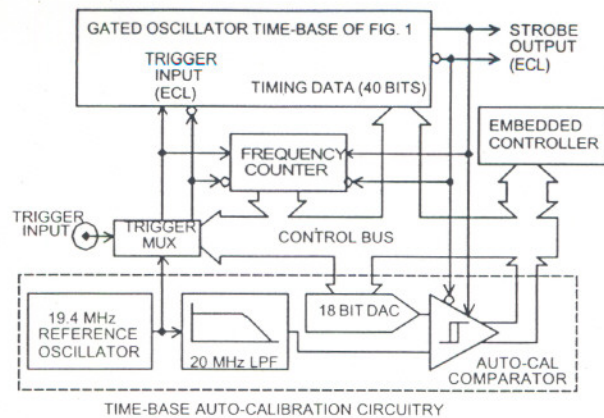 GATED OSCILLATOR TIME-BASE OF FIG. 1
TRIGGER
INPUT
(ECL)
TIMING DATA (40 BITS)
STROBE
OUTPUT
(ECL)
EMBEDDED
CONTROLLER
FREQUENCY
COUNTER
TRIGGER
INPUT
TRIGGER
MUX
CONTROL BUS
19.4 MHz
REFERENCE
OSCILLATOR
20 MHz LPF
18 BIT DAC
AUTO-CAL
COMPARATOR
TIME-BASE AUTO-CALIBRATION CIRCUITRY